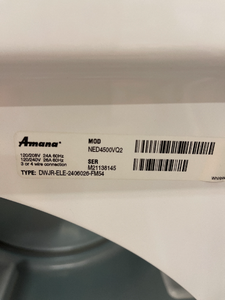 Amana
MOD
NED4500VQ2
120/208V 24A 60Hz
120/240V 26A 60Hz
3 or 4 wire connection
SER
M21138145
TYPE: DWJR-ELE-2406026-FM54